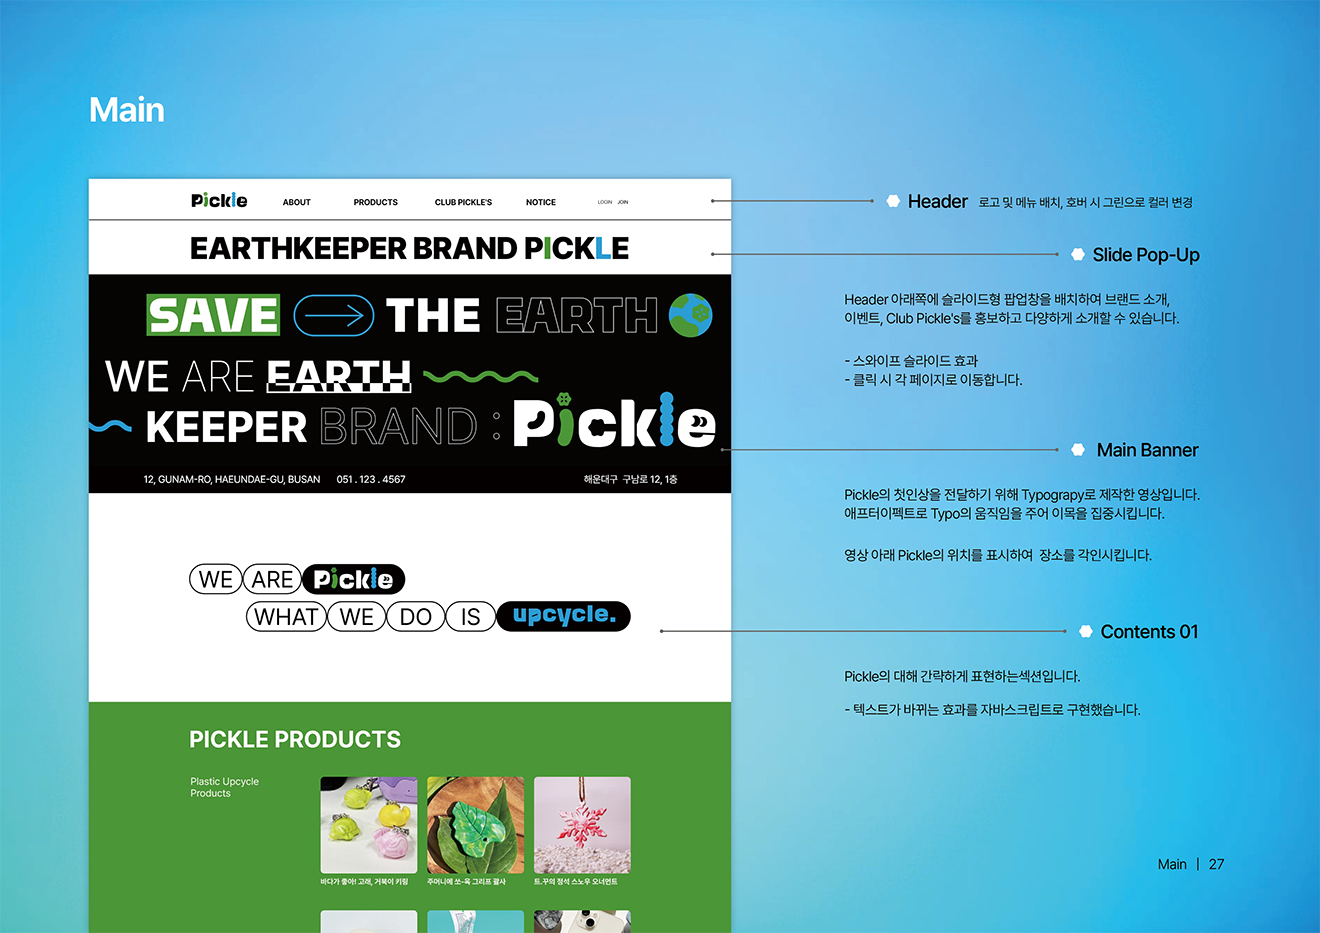 Main
Pickle
ABOUT
PRODUCTS
CLUB PICKLE'S
NOTICE
LOGIN JOIN
EARTHKEEPER BRAND PICKLE
SAVE THE EARTH
WE ARE EARTH
KEEPER BRAND : Pickle
12, GUNAM-RO, HAEUNDAE-GU, BUSAN 051 . 123 . 4567
해운대구 구남로 12, 1층
WE ARE Pickle
WHAT WE DO IS upcycle.
PICKLE PRODUCTS
Plastic Upcycle
Products
바다가 좋아! 고래, 거북이 키링
주머니에 쏘-옥 그리프 괄사
트.꾸의 정석 스노우 오너먼트
Header 로고 및 메뉴 배치, 호버 시 그린으로 컬러 변경
Slide Pop-Up
Header 아래쪽에 슬라이드형 팝업창을 배치하여 브랜드 소개,
이벤트, Club Pickle's를 홍보하고 다양하게 소개할 수 있습니다.
- 스와이프 슬라이드 효과
- 클릭 시 각 페이지로 이동합니다.
Main Banner
Pickle의 첫인상을 전달하기 위해 Typograpy로 제작한 영상입니다.
애프터이펙트로 Typo의 움직임을 주어 이목을 집중시킵니다.
영상 아래 Pickle의 위치를 표시하여 장소를 각인시킵니다.
Contents 01
Pickle의 대해 간략하게 표현하는섹션입니다.
- 텍스트가 바뀌는 효과를 자바스크립트로 구현했습니다.
Main | 27